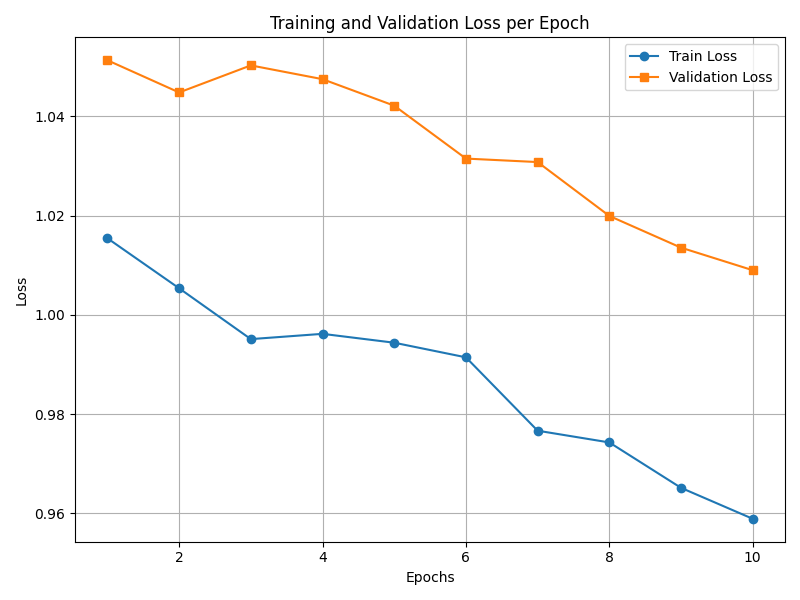 Training and Validation Loss per Epoch
Train Loss
Validation Loss
1.04
1.02
1.00
0.98
0.96
Loss
2 4 6 8 10
Epochs